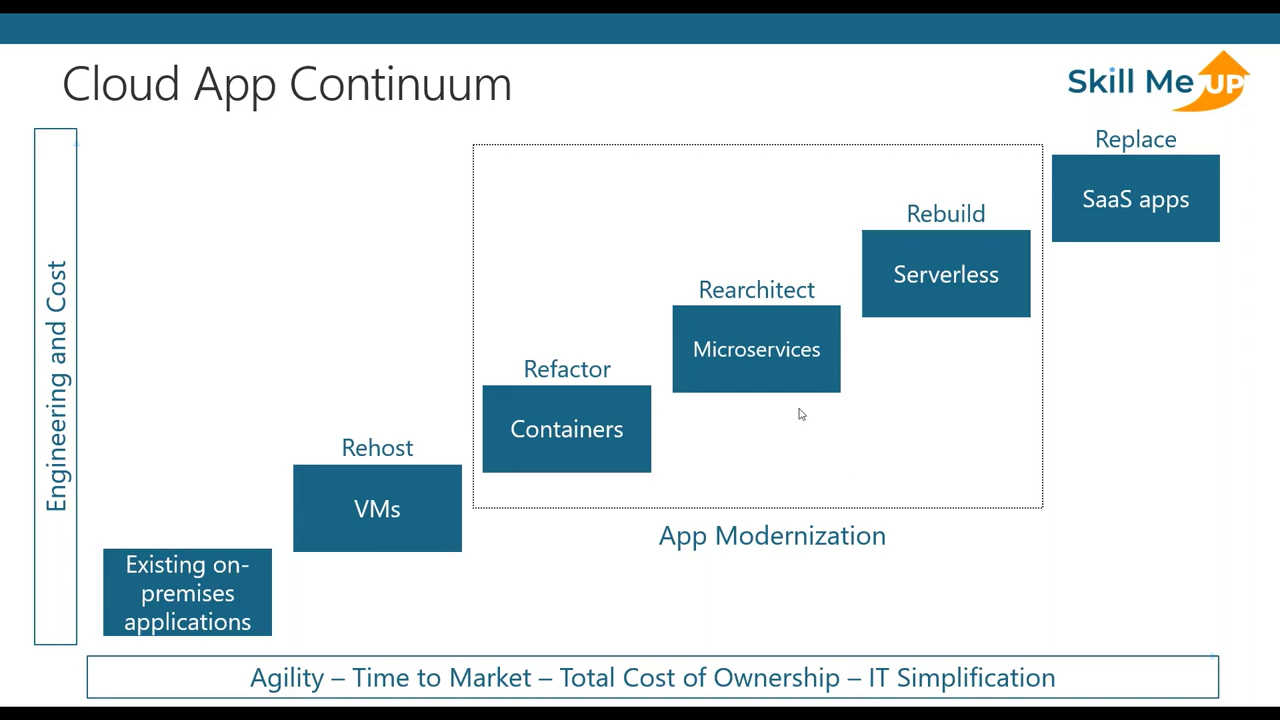 Cloud App Continuum
Skill Me UP
Replace
SaaS apps
Rebuild
Serverless
Rearchitect
Microservices
Refactor
Containers
App Modernization
Rehost
VMs
Existing on-
premises
applications
Engineering and Cost
Agility – Time to Market – Total Cost of Ownership – IT Simplification